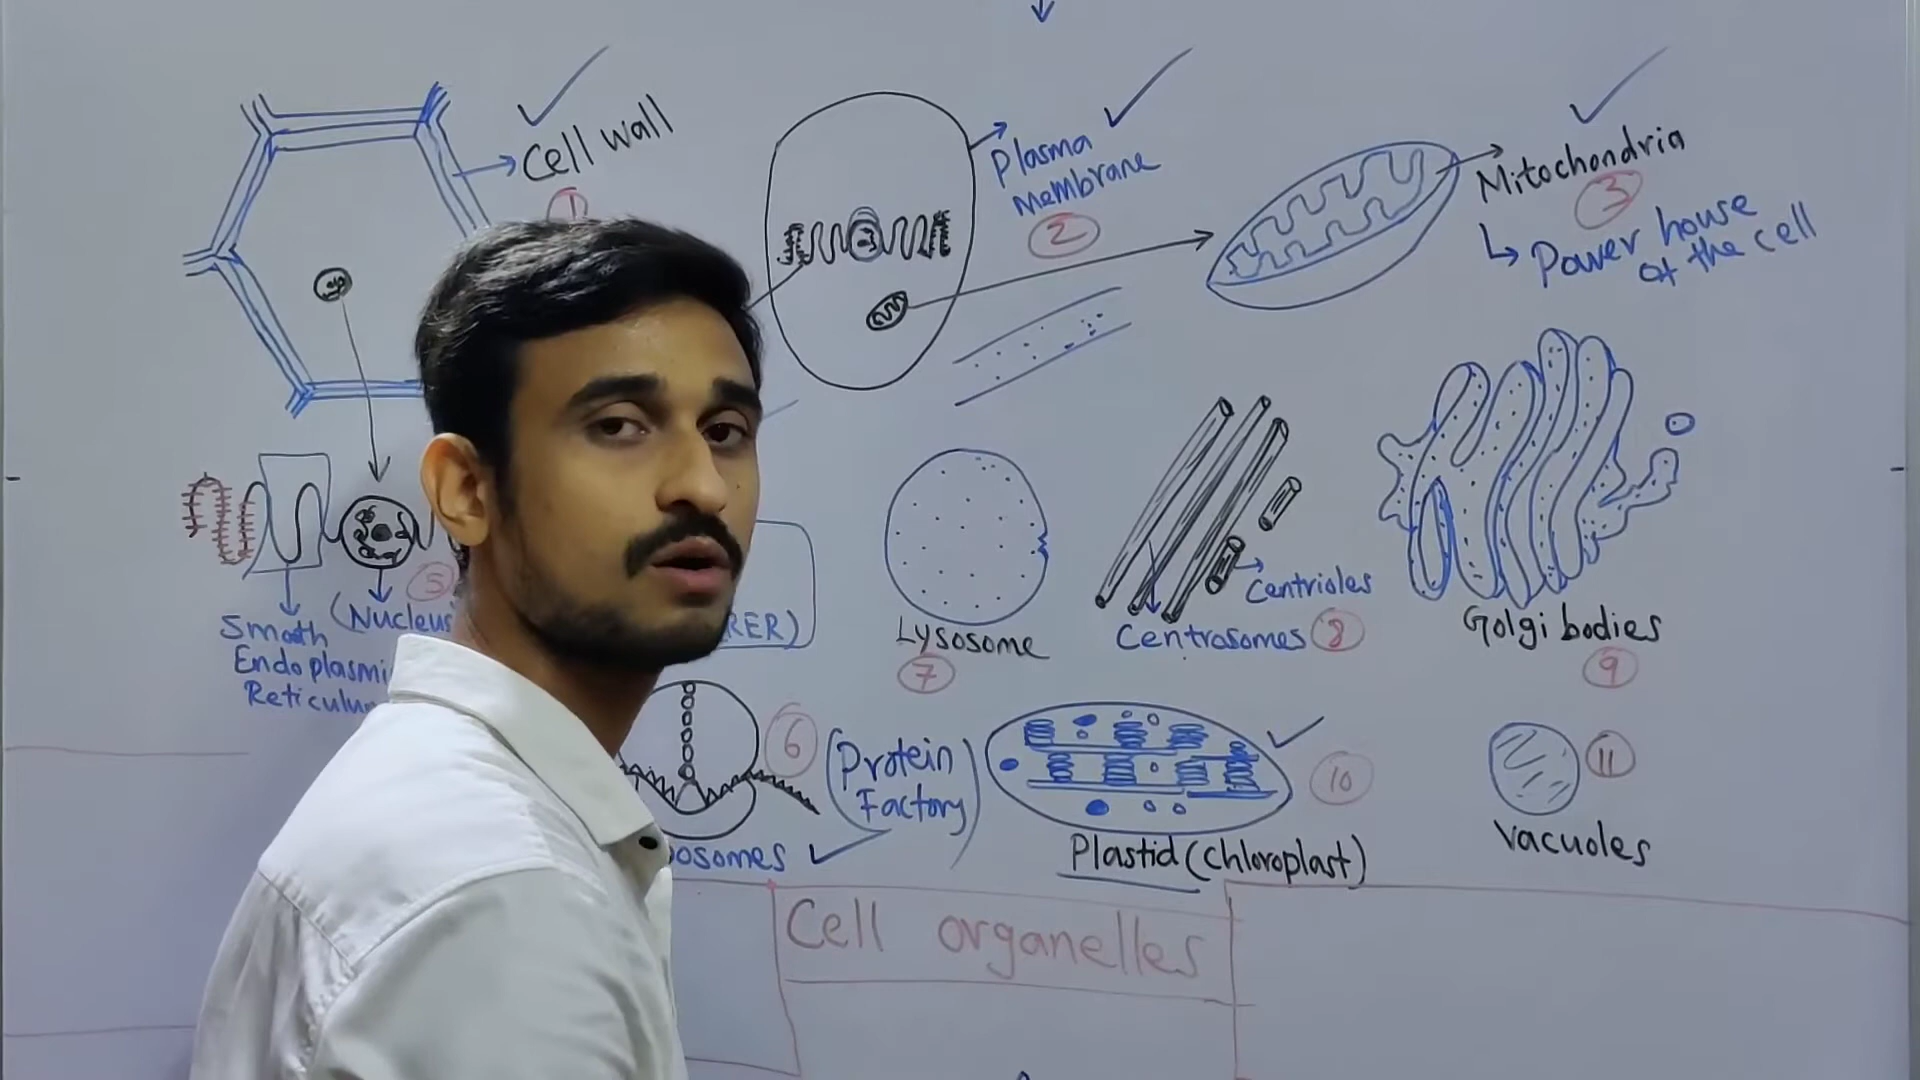 Cell wall
1
Plasma
Membrane
2
Mitochondria
3
Power house
of the cell
Smooth
Endoplasmi
Reticulum
(Nucleus
5
RER)
Lysosome
7
Centrioles
Centrosomes 8
Golgi bodies
9
osomes
6
(Protein
Factory)
Plastid (chloroplast)
10
11
Vacuoles
Cell organelles